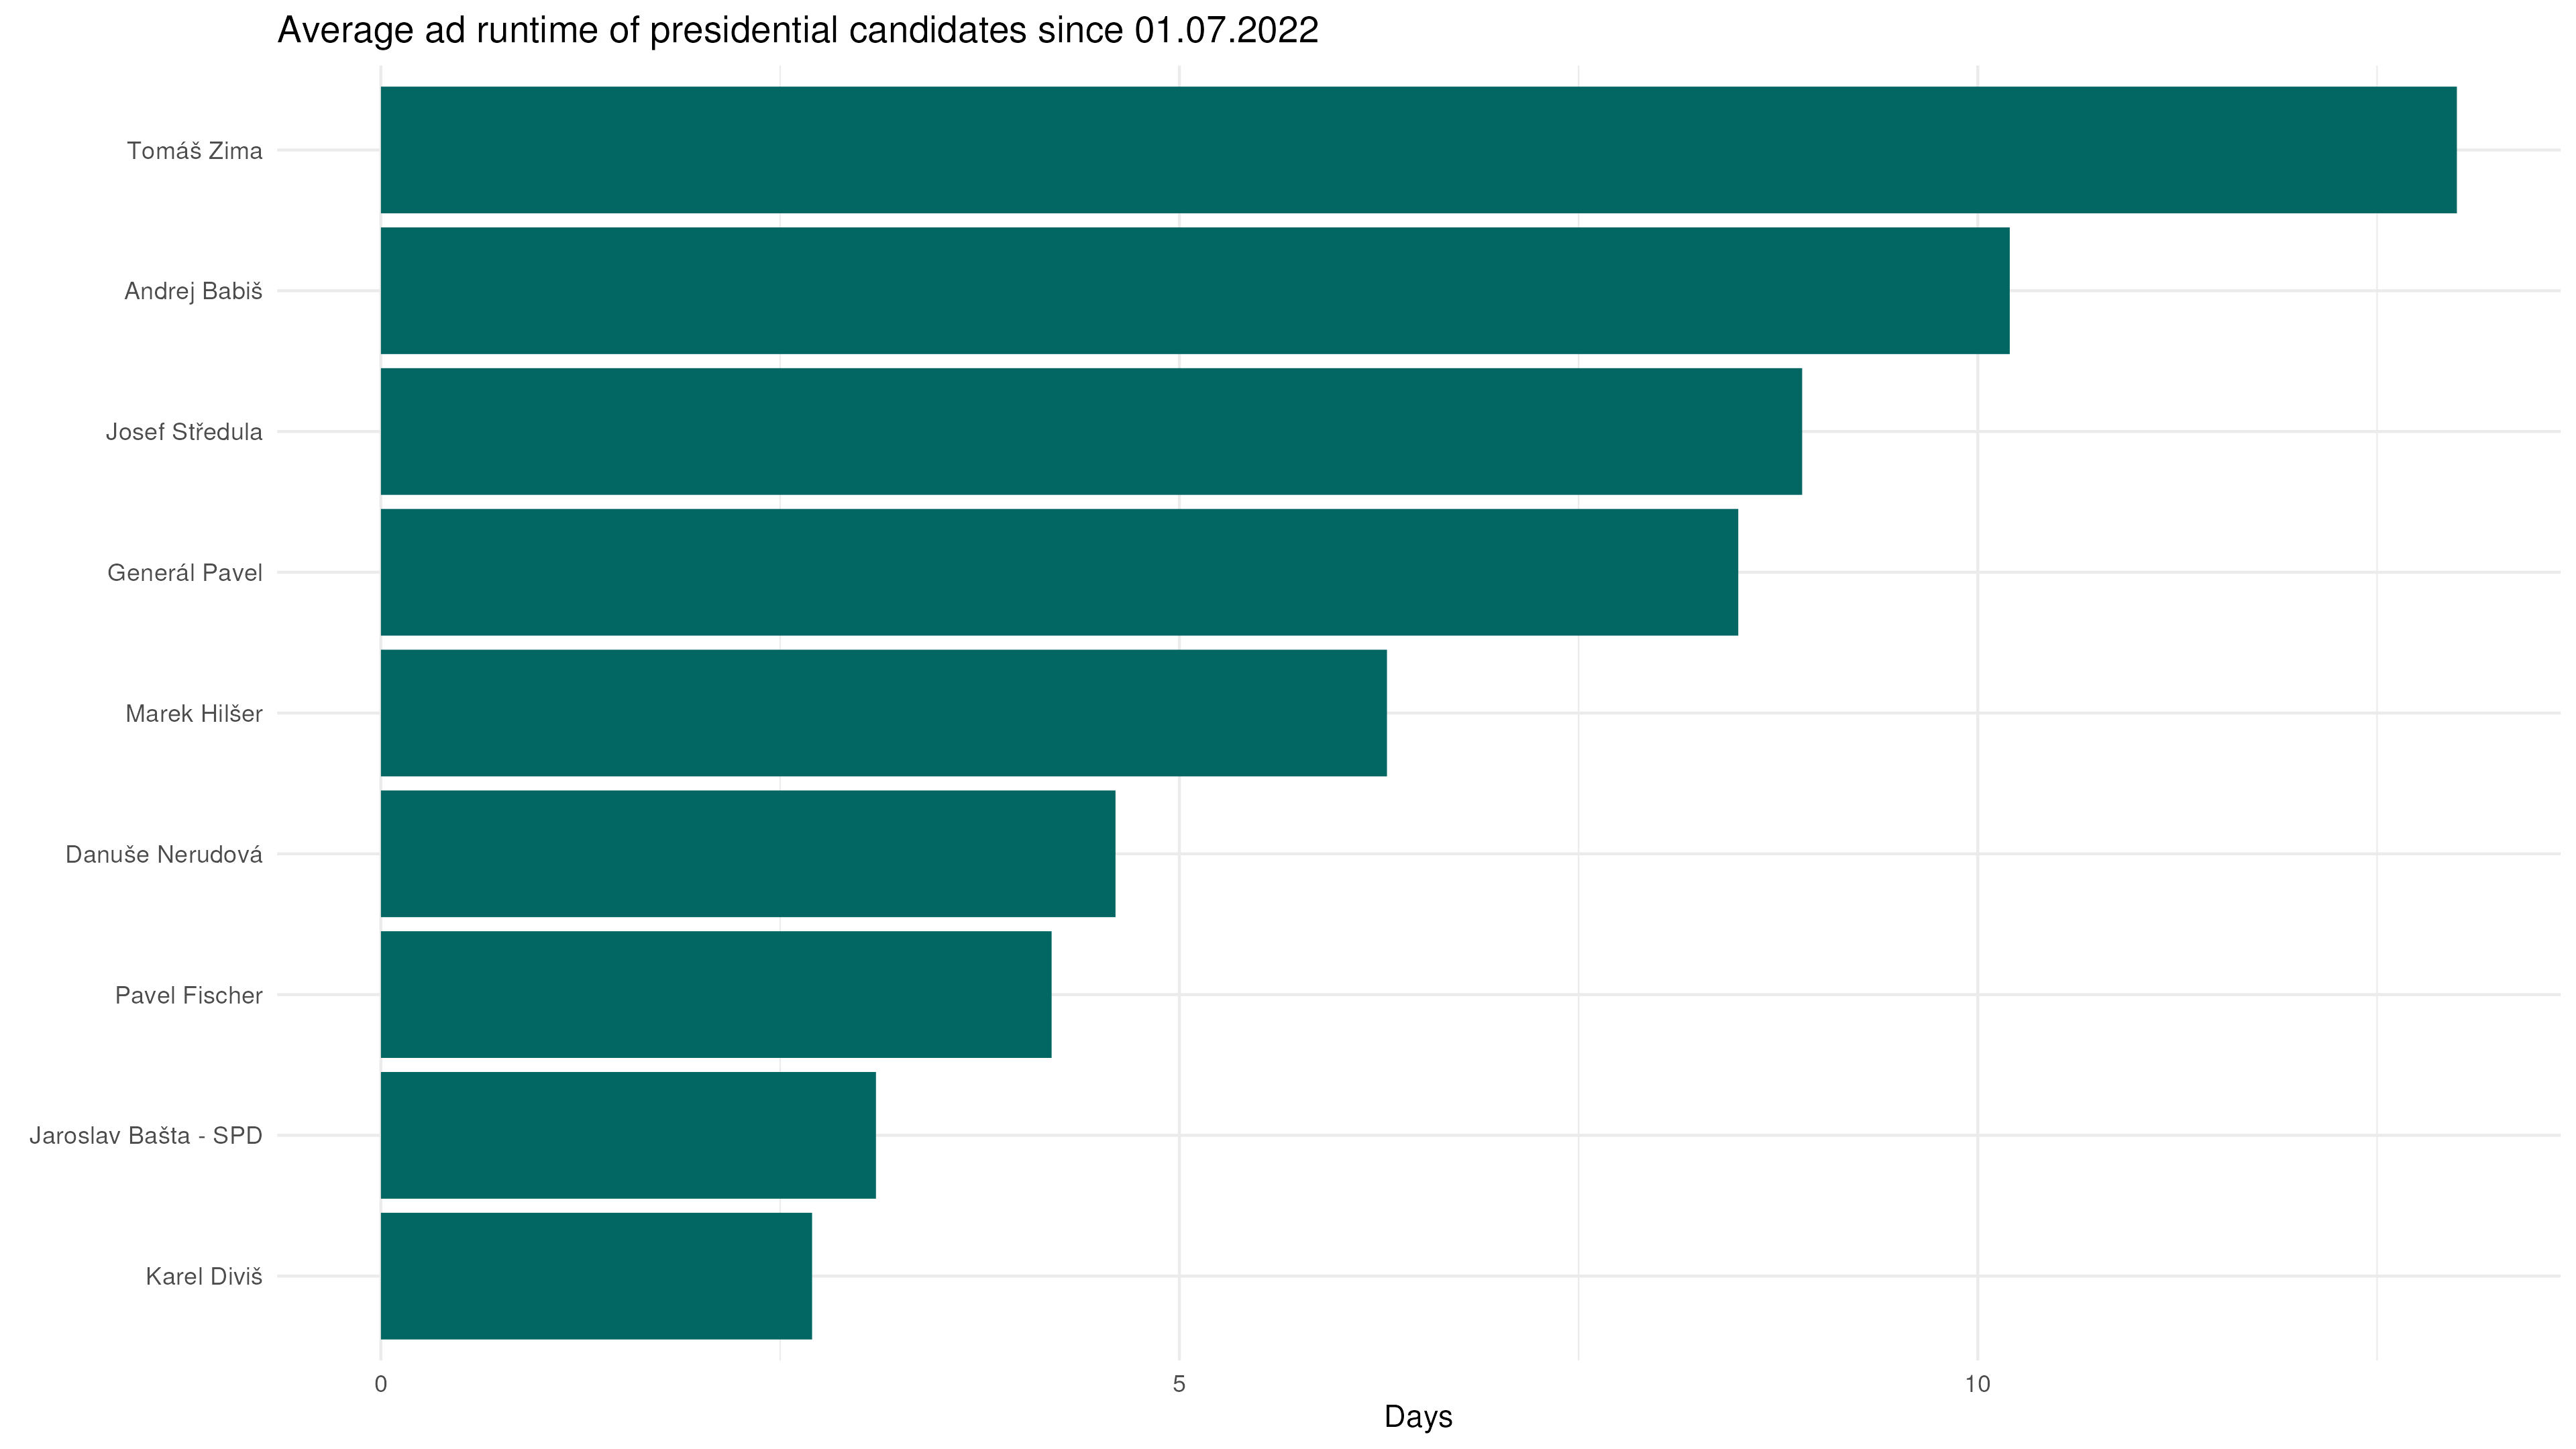 Average ad runtime of presidential candidates since 01.07.2022
Tomáš Zima
Andrej Babiš
Josef Středula
Generál Pavel
Marek Hilšer
Danuše Nerudová
Pavel Fischer
Jaroslav Bašta - SPD
Karel Diviš
0 5 10
Days